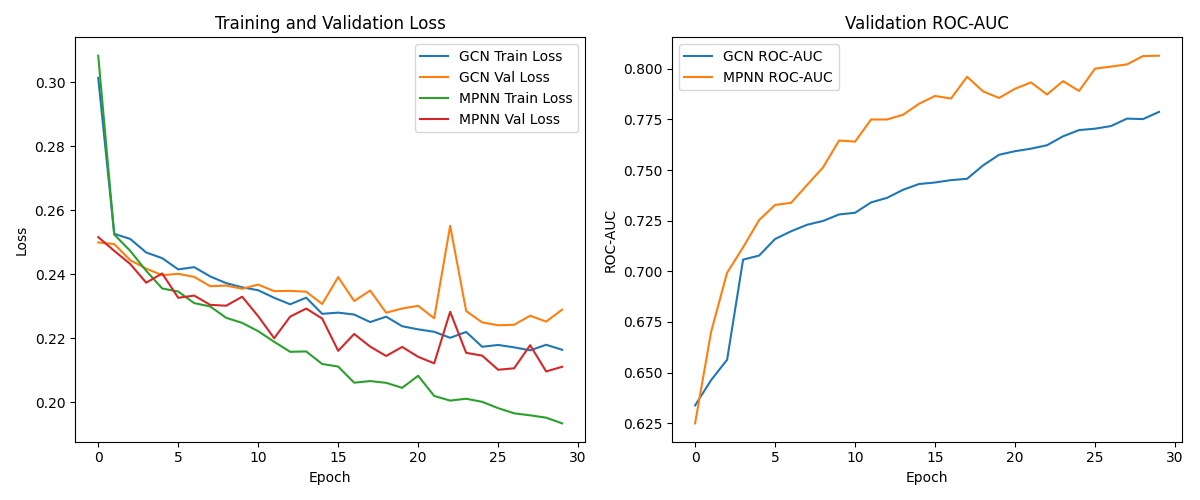 Training and Validation Loss
GCN Train Loss
GCN Val Loss
MPNN Train Loss
MPNN Val Loss
0.30
0.28
0.26
0.24
0.22
0.20
Loss
0 5 10 15 20 25 30
Epoch
Validation ROC-AUC
GCN ROC-AUC
MPNN ROC-AUC
0.800
0.775
0.750
0.725
0.700
0.675
0.650
0.625
ROC-AUC
0 5 10 15 20 25 30
Epoch